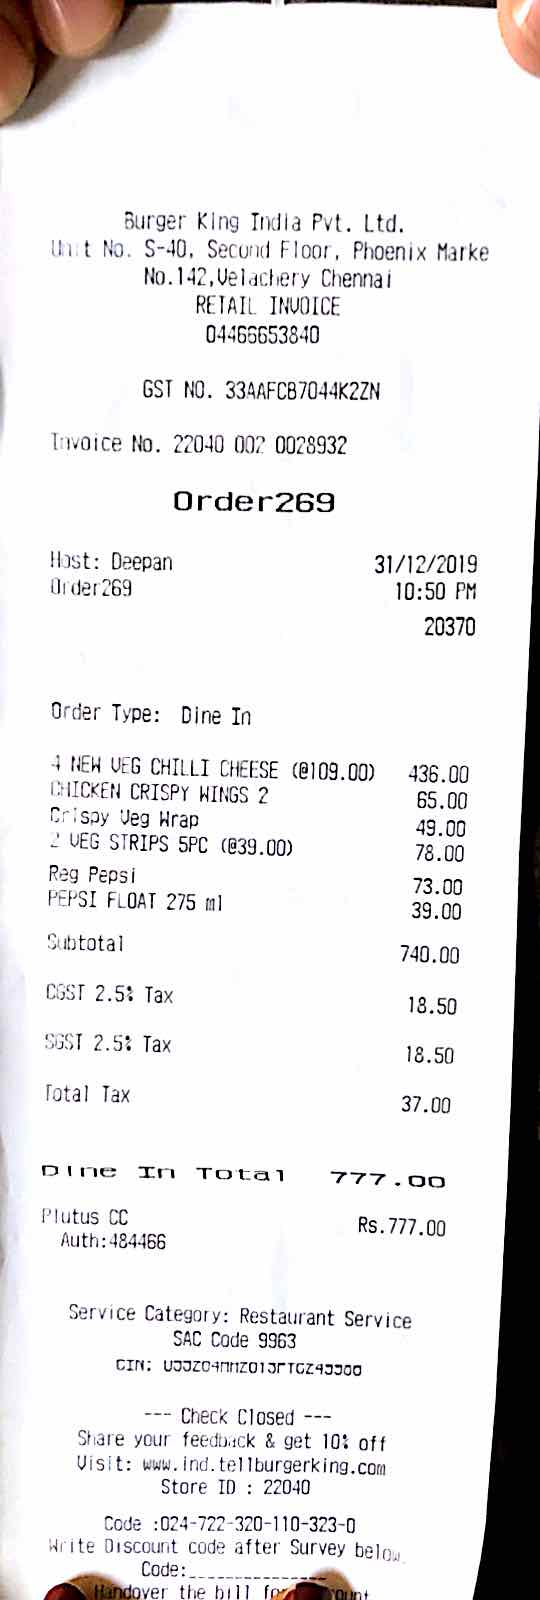 Burger King India Pvt. Ltd.
Unit No. S-40, Second Floor, Phoenix Marke
No.142,Velachery Chennai
RETAIL INVOICE
04466653840
GST NO. 33AAFCB7044K2ZN
Invoice No. 22040 002 0028932
Order269
Host: Deepan 31/12/2019
Order269 10:50 PM
20370
Order Type: Dine In
4 NEW VEG CHILLI CHEESE (@109.00) 436.00
CHICKEN CRISPY WINGS 2 65.00
Crispy Veg Wrap 49.00
2 VEG STRIPS 5PC (@39.00) 78.00
Reg Pepsi 73.00
PEPSI FLOAT 275 ml 39.00
Subtotal 740.00
CGST 2.5% Tax 18.50
SGST 2.5% Tax 18.50
Total Tax 37.00
Dine In Total 777.00
Plutus CC Rs.777.00
Auth:484466
Service Category: Restaurant Service
SAC Code 9963
CIN:
--- Check Closed ---
Share your feedback & get 10% off
Visit: www.ind.tellburgerking.com
Store ID : 22040
Code :024-722-320-110-323-0
Write Discount code after Survey below.
Code:_______________
Handover the bill for